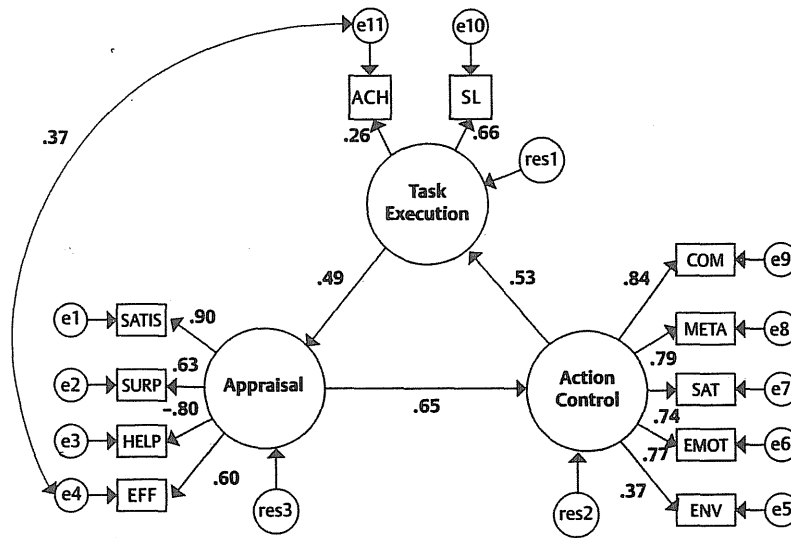 e11
e10
ACH
SL
.37
.26
.66
res1
Task
Execution
COM
e9
.49
.53
.84
e1
SATIS
.90
META
e8
.79
e2
SURP
.63
Appraisal
.65
Action
Control
SAT
e7
.74
-.80
e3
HELP
EMOT
e6
.77
.60
.37
e4
EFF
res3
res2
ENV
e5